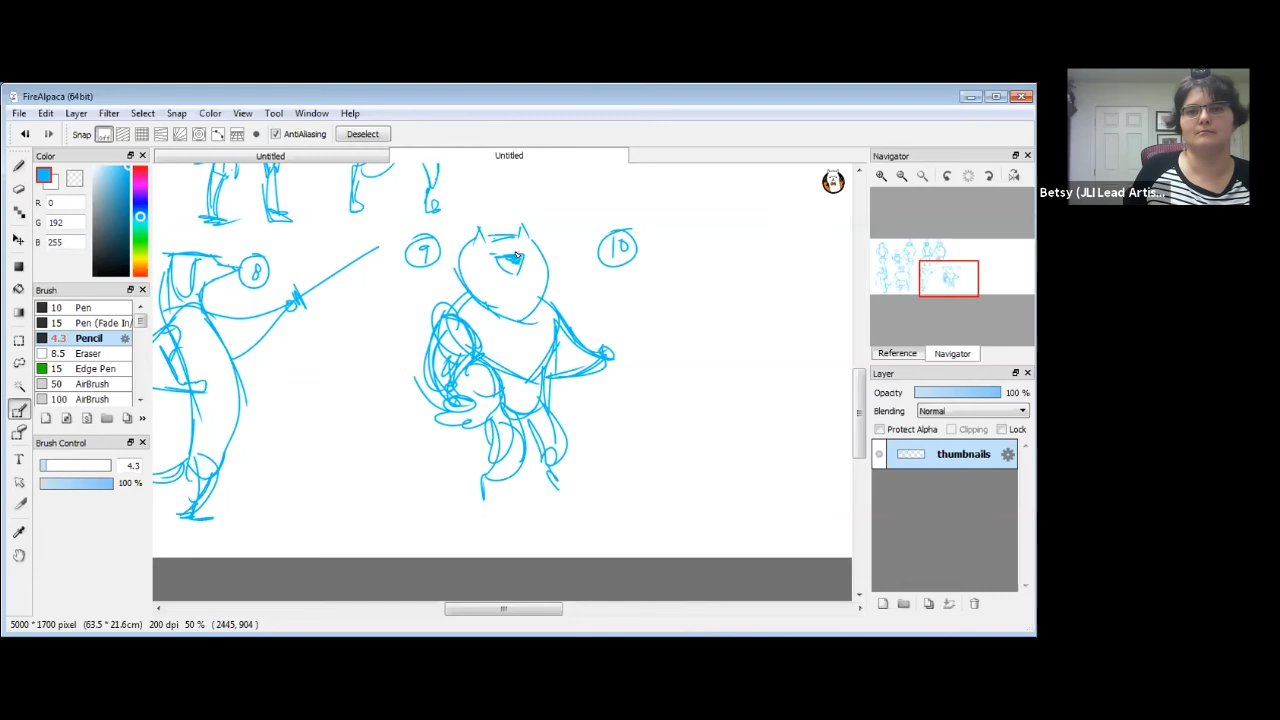 FireAlpaca (64bit)
File Edit Layer Filter Select Snap Color View Tool Window Help
Snap Off AntiAliasing Deselect
Color
Untitled
Untitled
Navigator
R 0
G 192
B 255
Betsy (JLI Lead Artis...
9
10
8
Brush
10 Pen
15 Pen (Fade In/
4.3 Pencil
8.5 Eraser
15 Edge Pen
50 AirBrush
100 AirBrush
Reference Navigator
Layer
Opacity 100 %
Blending Normal
Protect Alpha Clipping Lock
thumbnails
Brush Control
4.3
100 %
T
5000 * 1700 pixel (63.5 * 21.6cm) 200 dpi 50 % ( 2445, 904 )